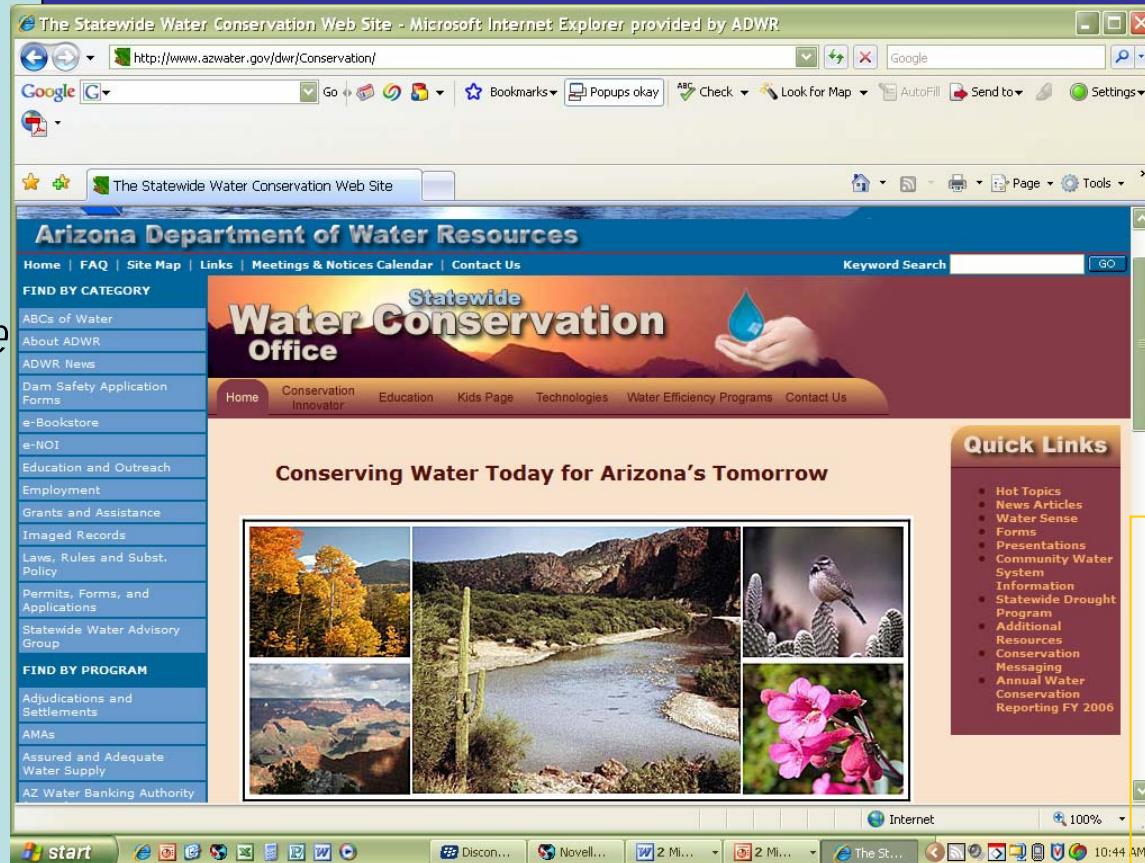 The Statewide Water Conservation Web Site - Microsoft Internet Explorer provided by ADWR
http://www.azwater.gov/dwr/Conservation/
Google
Google G
Go
Bookmarks
Popups okay
ABC Check
Look for Map
AutoFill
Send to
Settings
The Statewide Water Conservation Web Site
Page
Tools
Arizona Department of Water Resources
Home | FAQ | Site Map | Links | Meetings & Notices Calendar | Contact Us
Keyword Search
GO
FIND BY CATEGORY
ABCs of Water
About ADWR
ADWR News
Dam Safety Application
Forms
e-Bookstore
e-NOI
Education and Outreach
Employment
Grants and Assistance
Imaged Records
Laws, Rules and Subst.
Policy
Permits, Forms, and
Applications
Statewide Water Advisory
Group
FIND BY PROGRAM
Adjudications and
Settlements
AMAs
Assured and Adequate
Water Supply
AZ Water Banking Authority
e
Statewide
Water Conservation
Office
Home
Conservation
Innovator
Education
Kids Page
Technologies
Water Efficiency Programs
Contact Us
Conserving Water Today for Arizona's Tomorrow
Quick Links
Hot Topics
News Articles
Water Sense
Forms
Presentations
Community Water
System
Information
Statewide Drought
Program
Additional
Resources
Conservation
Messaging
Annual Water
Conservation
Reporting FY 2006
Internet
100%
start
Discon...
Novell...
2 Mi...
2 Mi...
The St...
10:44 AM